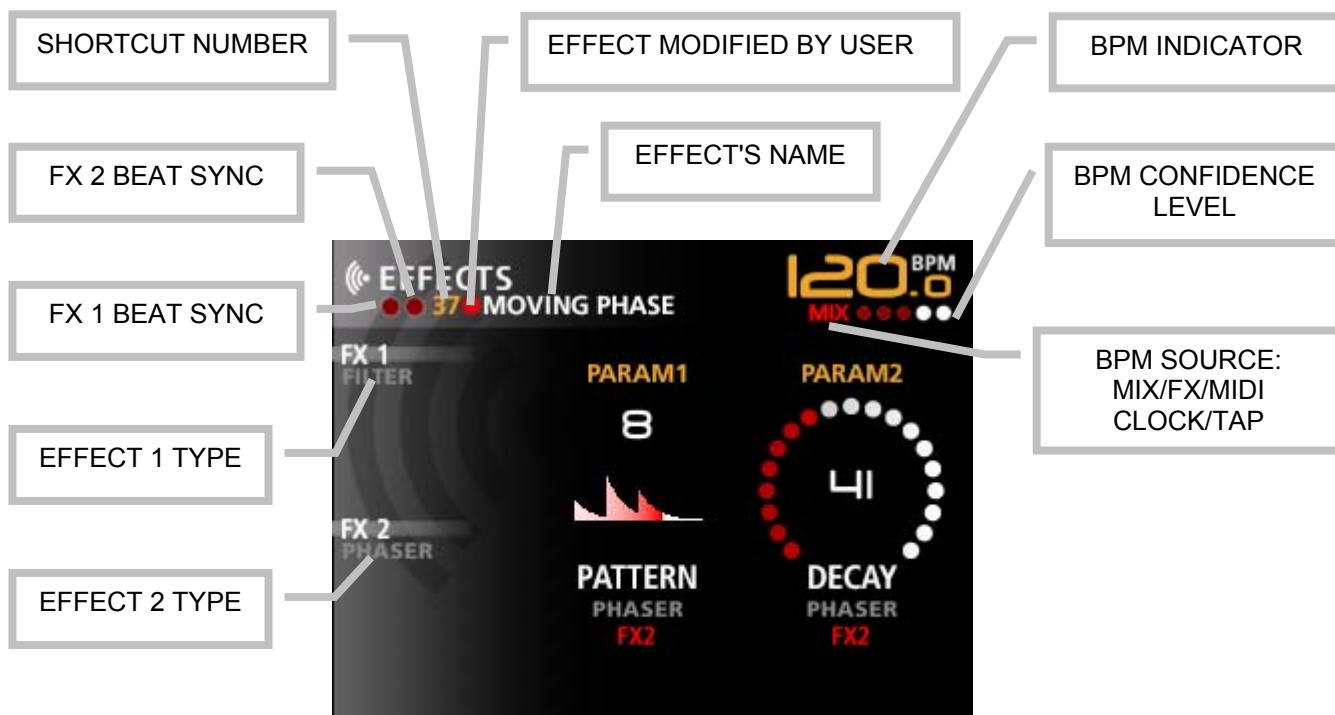 SHORTCUT NUMBER
EFFECT MODIFIED BY USER
BPM INDICATOR
FX 2 BEAT SYNC
EFFECT'S NAME
BPM CONFIDENCE
LEVEL
FX 1 BEAT SYNC
EFFECTS
120.0 BPM
37 MOVING PHASE
MIX
BPM SOURCE:
MIX/FX/MIDI
CLOCK/TAP
FX 1
FILTER
PARAM1
PARAM2
8
41
EFFECT 1 TYPE
FX 2
PHASER
PATTERN
DECAY
PHASER
PHASER
FX2
FX2
EFFECT 2 TYPE